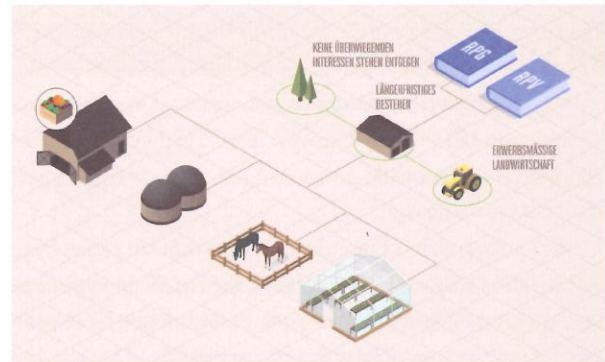 KEINE ÜBERWIEGENDEN
INTERESSEN STEHEN ENTGEGEN
RPG
RPV
LÄNGERFRISTIGES
BESTEHEN
ERWERBSMÄSSIGE
LANDWIRTSCHAFT